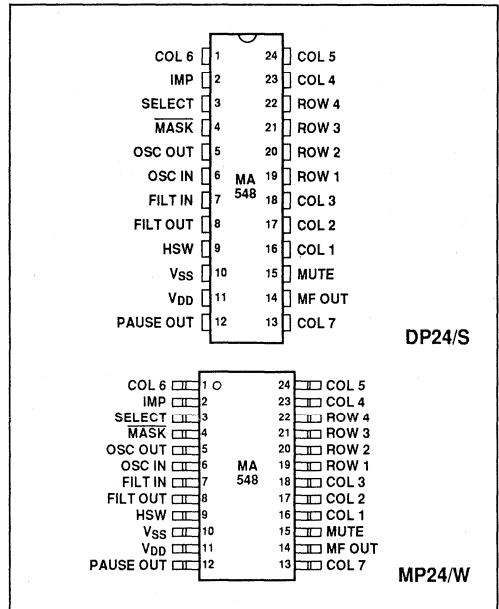 COL 6 1 24 COL 5
IMP 2 23 COL 4
SELECT 3 22 ROW 4
MASK 4 21 ROW 3
OSC OUT 5 20 ROW 2
OSC IN 6 MA 19 ROW 1
FILT IN 7 548 18 COL 3
FILT OUT 8 17 COL 2
HSW 9 16 COL 1
VSS 10 15 MUTE
VDD 11 14 MF OUT
PAUSE OUT 12 13 COL 7
DP24/S
COL 6 1 24 COL 5
IMP 2 23 COL 4
SELECT 3 22 ROW 4
MASK 4 21 ROW 3
OSC OUT 5 20 ROW 2
OSC IN 6 MA 19 ROW 1
FILT IN 7 548 18 COL 3
FILT OUT 8 17 COL 2
HSW 9 16 COL 1
VSS 10 15 MUTE
VDD 11 14 MF OUT
PAUSE OUT 12 13 COL 7
MP24/W